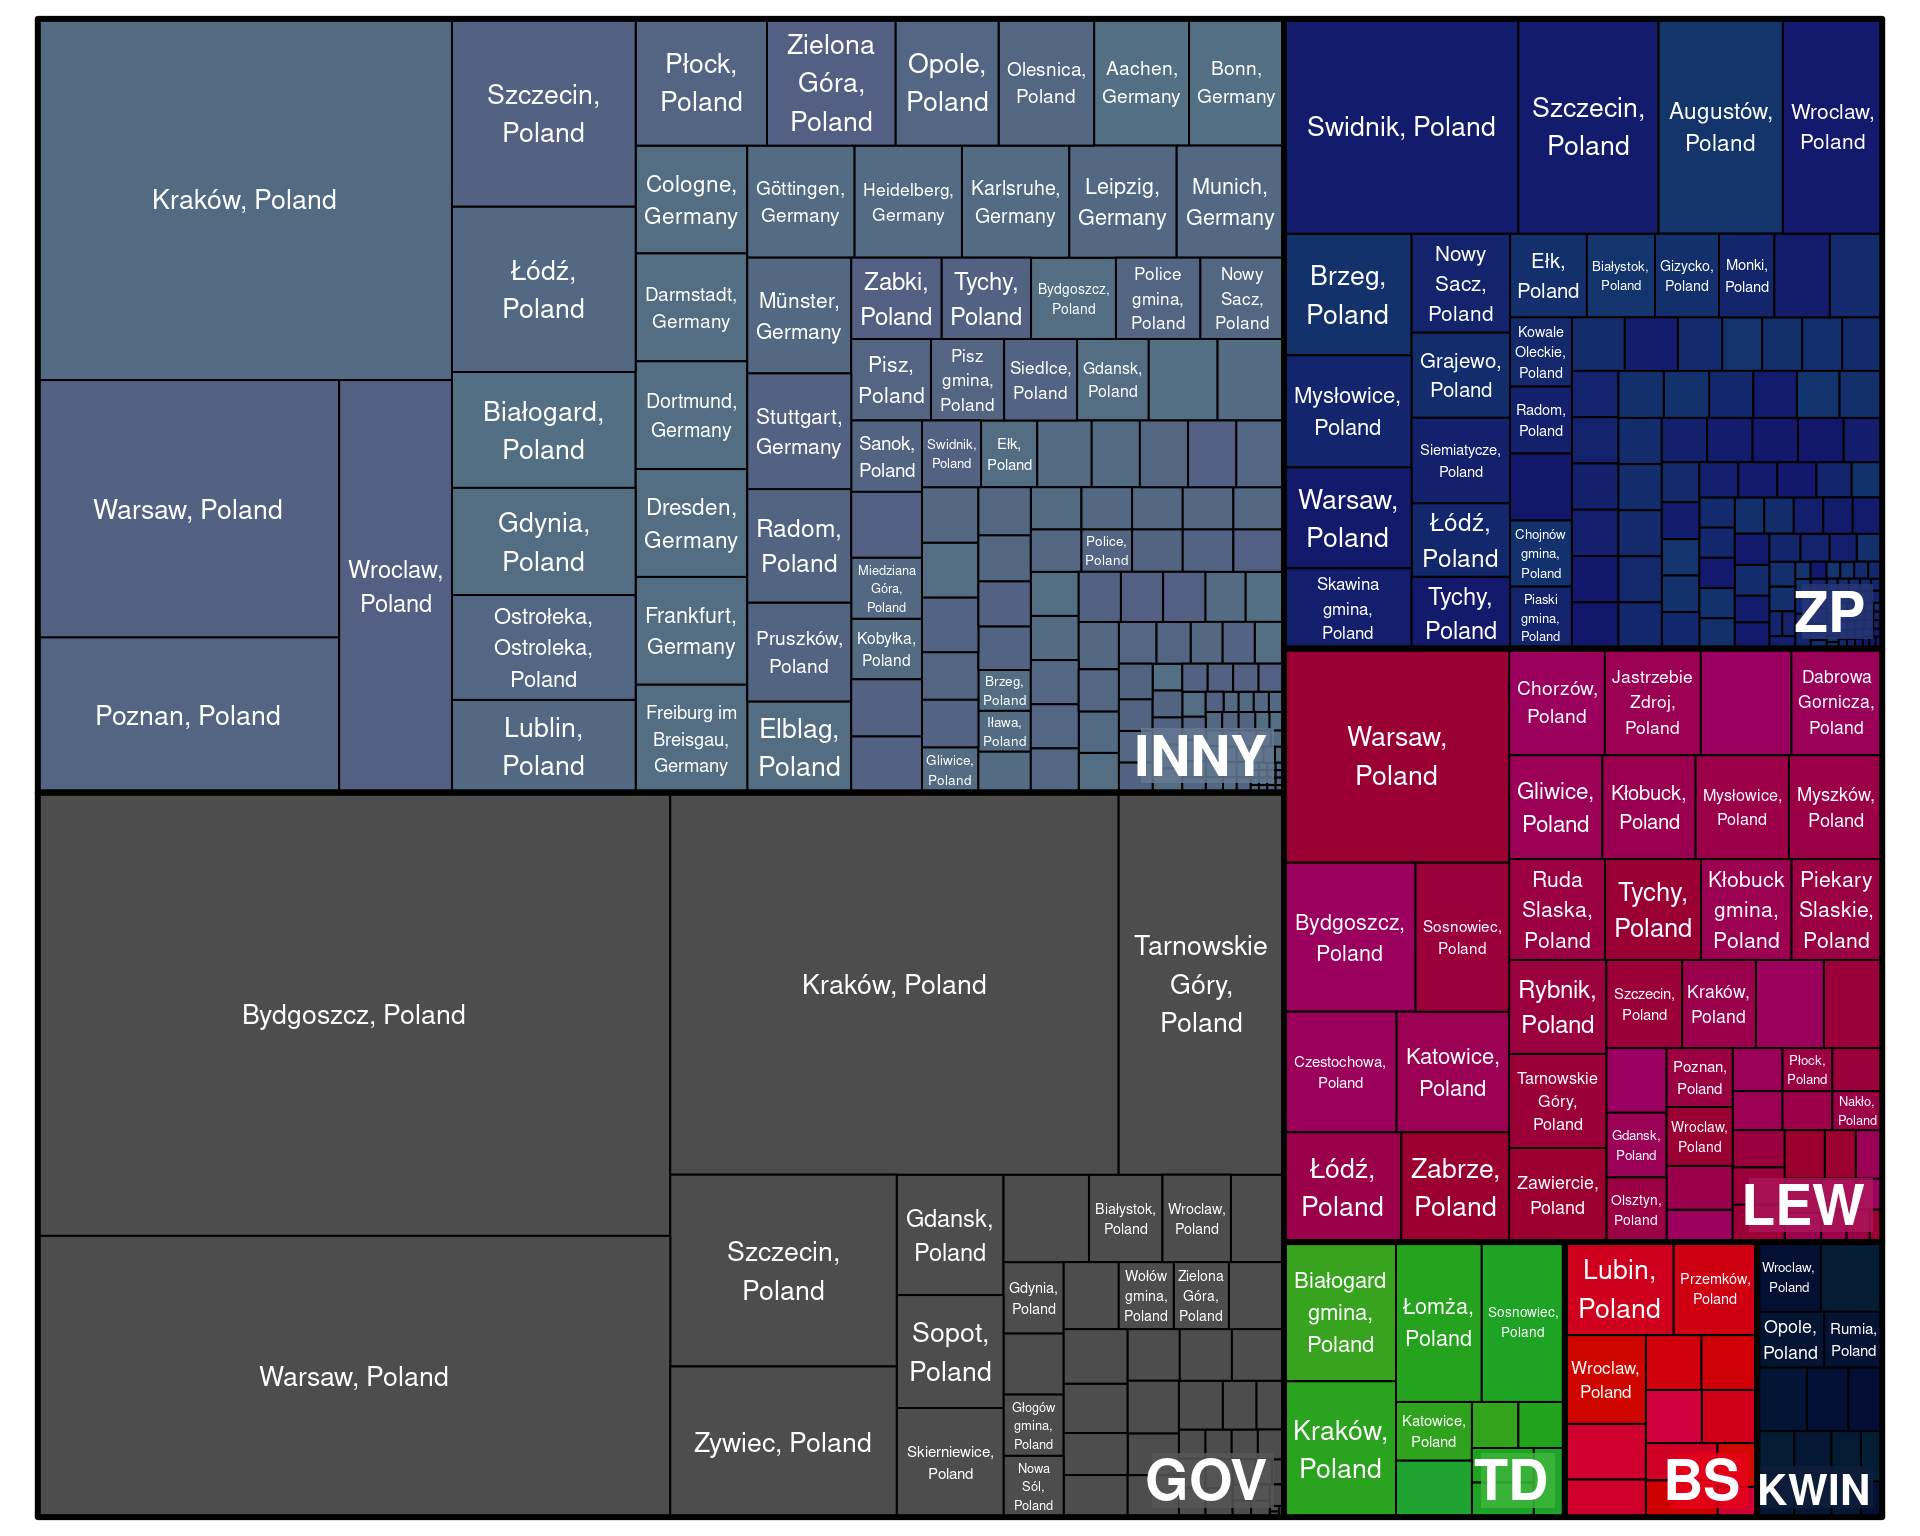 Kraków, Poland
Warsaw, Poland
Poznan, Poland
Wroclaw,
Poland
Szczecin,
Poland
Łódź,
Poland
Białogard,
Poland
Gdynia,
Poland
Ostrołeka,
Ostroleka,
Poland
Lublin,
Poland
Płock,
Poland
Zielona
Góra,
Poland
Opole,
Poland
Olesnica,
Poland
Aachen,
Germany
Bonn,
Germany
Cologne,
Germany
Göttingen,
Germany
Heidelberg,
Germany
Karlsruhe,
Germany
Leipzig,
Germany
Munich,
Germany
Darmstadt,
Germany
Dortmund,
Germany
Dresden,
Germany
Frankfurt,
Germany
Freiburg im
Breisgau,
Germany
Münster,
Germany
Stuttgart,
Germany
Radom,
Poland
Pruszków,
Poland
Elblag,
Poland
Zabki,
Poland
Tychy,
Poland
Bydgoszcz,
Poland
Police
gmina,
Poland
Nowy
Sacz,
Poland
Pisz,
Poland
Pisz
gmina,
Poland
Siedlce,
Poland
Gdansk,
Poland
Sanok,
Poland
Swidnik,
Poland
Ełk,
Poland
Police,
Poland
Miedziana
Góra,
Poland
Kobyłka,
Poland
Brzeg,
Poland
Iława,
Poland
Gliwice,
Poland
INNY
Swidnik, Poland
Szczecin,
Poland
Augustów,
Poland
Wroclaw,
Poland
Brzeg,
Poland
Mysłowice,
Poland
Warsaw,
Poland
Skawina
gmina,
Poland
Nowy
Sacz,
Poland
Grajewo,
Poland
Siemiatycze,
Poland
Łódź,
Poland
Tychy,
Poland
Ełk,
Poland
Białystok,
Poland
Gizycko,
Poland
Monki,
Poland
Kowale
Oleckie,
Poland
Radom,
Poland
Chojnów
gmina,
Poland
Piaski
gmina,
Poland
ZP
Bydgoszcz, Poland
Warsaw, Poland
Kraków, Poland
Tarnowskie
Góry,
Poland
Szczecin,
Poland
Zywiec, Poland
Gdansk,
Poland
Sopot,
Poland
Skierniewice,
Poland
Białystok,
Poland
Wroclaw,
Poland
Gdynia,
Poland
Wołów
gmina,
Poland
Zielona
Góra,
Poland
Głogów
gmina,
Poland
Nowa
Sól,
Poland
GOV
Warsaw,
Poland
Bydgoszcz,
Poland
Sosnowiec,
Poland
Czestochowa,
Poland
Katowice,
Poland
Łódź,
Poland
Zabrze,
Poland
Chorzów,
Poland
Jastrzebie
Zdroj,
Poland
Dabrowa
Gornicza,
Poland
Gliwice,
Poland
Kłobuck,
Poland
Mysłowice,
Poland
Myszków,
Poland
Ruda
Slaska,
Poland
Tychy,
Poland
Kłobuck
gmina,
Poland
Piekary
Slaskie,
Poland
Rybnik,
Poland
Szczecin,
Poland
Kraków,
Poland
Tarnowskie
Góry,
Poland
Zawiercie,
Poland
Poznan,
Poland
Płock,
Poland
Nakło,
Poland
Gdansk,
Poland
Wroclaw,
Poland
Olsztyn,
Poland
LEW
Białogard
gmina,
Poland
Kraków,
Poland
Łomża,
Poland
Sosnowiec,
Poland
Katowice,
Poland
TD
Lubin,
Poland
Przemków,
Poland
Wroclaw,
Poland
BS
Wroclaw,
Poland
Opole,
Poland
Rumia,
Poland
KWIN